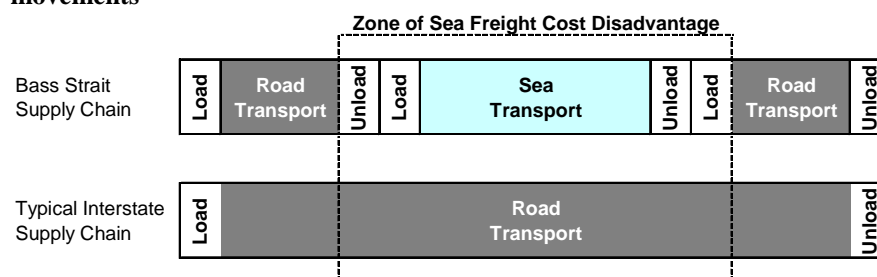 movements
Zone of Sea Freight Cost Disadvantage
Bass Strait
Supply Chain
Load
Road
Transport
Unload
Load
Sea
Transport
Unload
Load
Road
Transport
Unload
Typical Interstate
Supply Chain
Load
Road
Transport
Unload